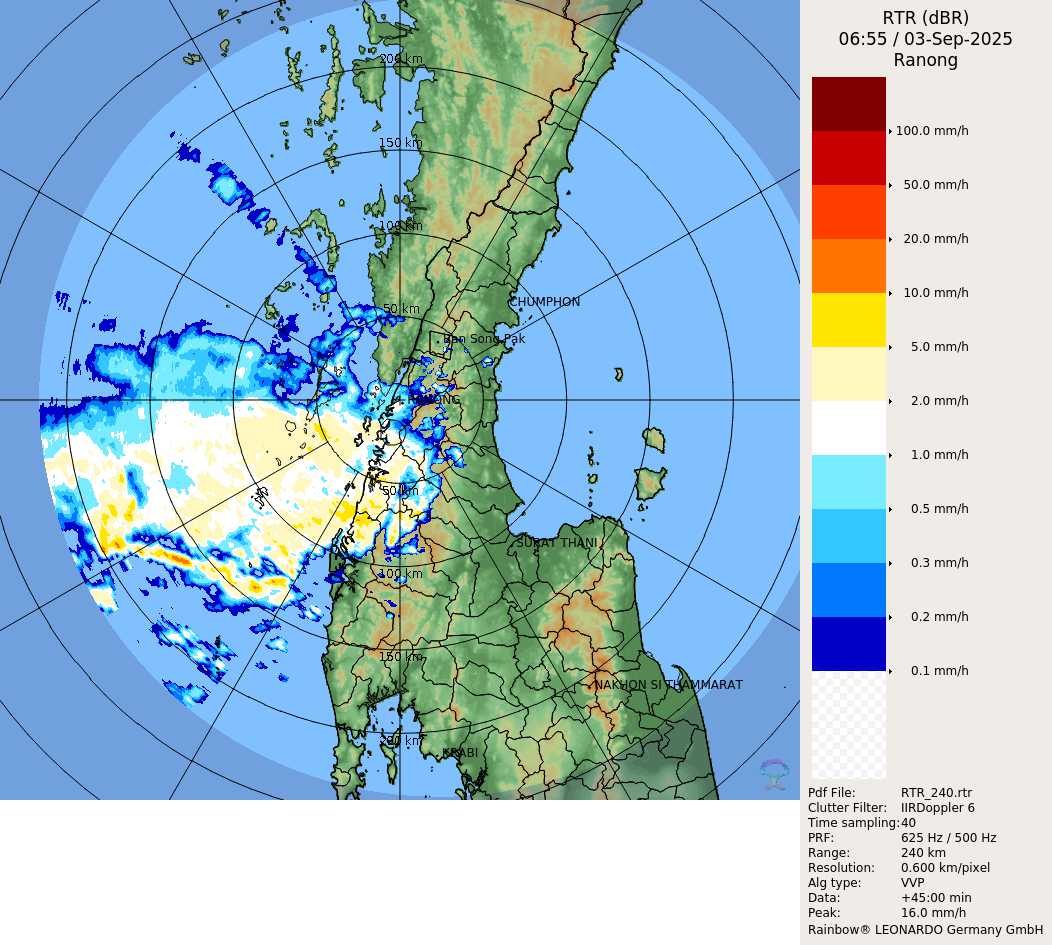 RTR (dBR)
06:55 / 03-Sep-2025
Ranong
200 km
150 km
100 km
50 km
CHUMPHON
Ban Song Pak
RANONG
50 km
SURAT THANI
100 km
150 km
NAKHON SI THAMMARAT
200 km
KRABI
100.0 mm/h
50.0 mm/h
20.0 mm/h
10.0 mm/h
5.0 mm/h
2.0 mm/h
1.0 mm/h
0.5 mm/h
0.3 mm/h
0.2 mm/h
0.1 mm/h
Pdf File: RTR_240.rtr
Clutter Filter: IIRDoppler 6
Time sampling: 40
PRF: 625 Hz / 500 Hz
Range: 240 km
Resolution: 0.600 km/pixel
Alg type: VVP
Data: +45:00 min
Peak: 16.0 mm/h
Rainbow® LEONARDO Germany GmbH